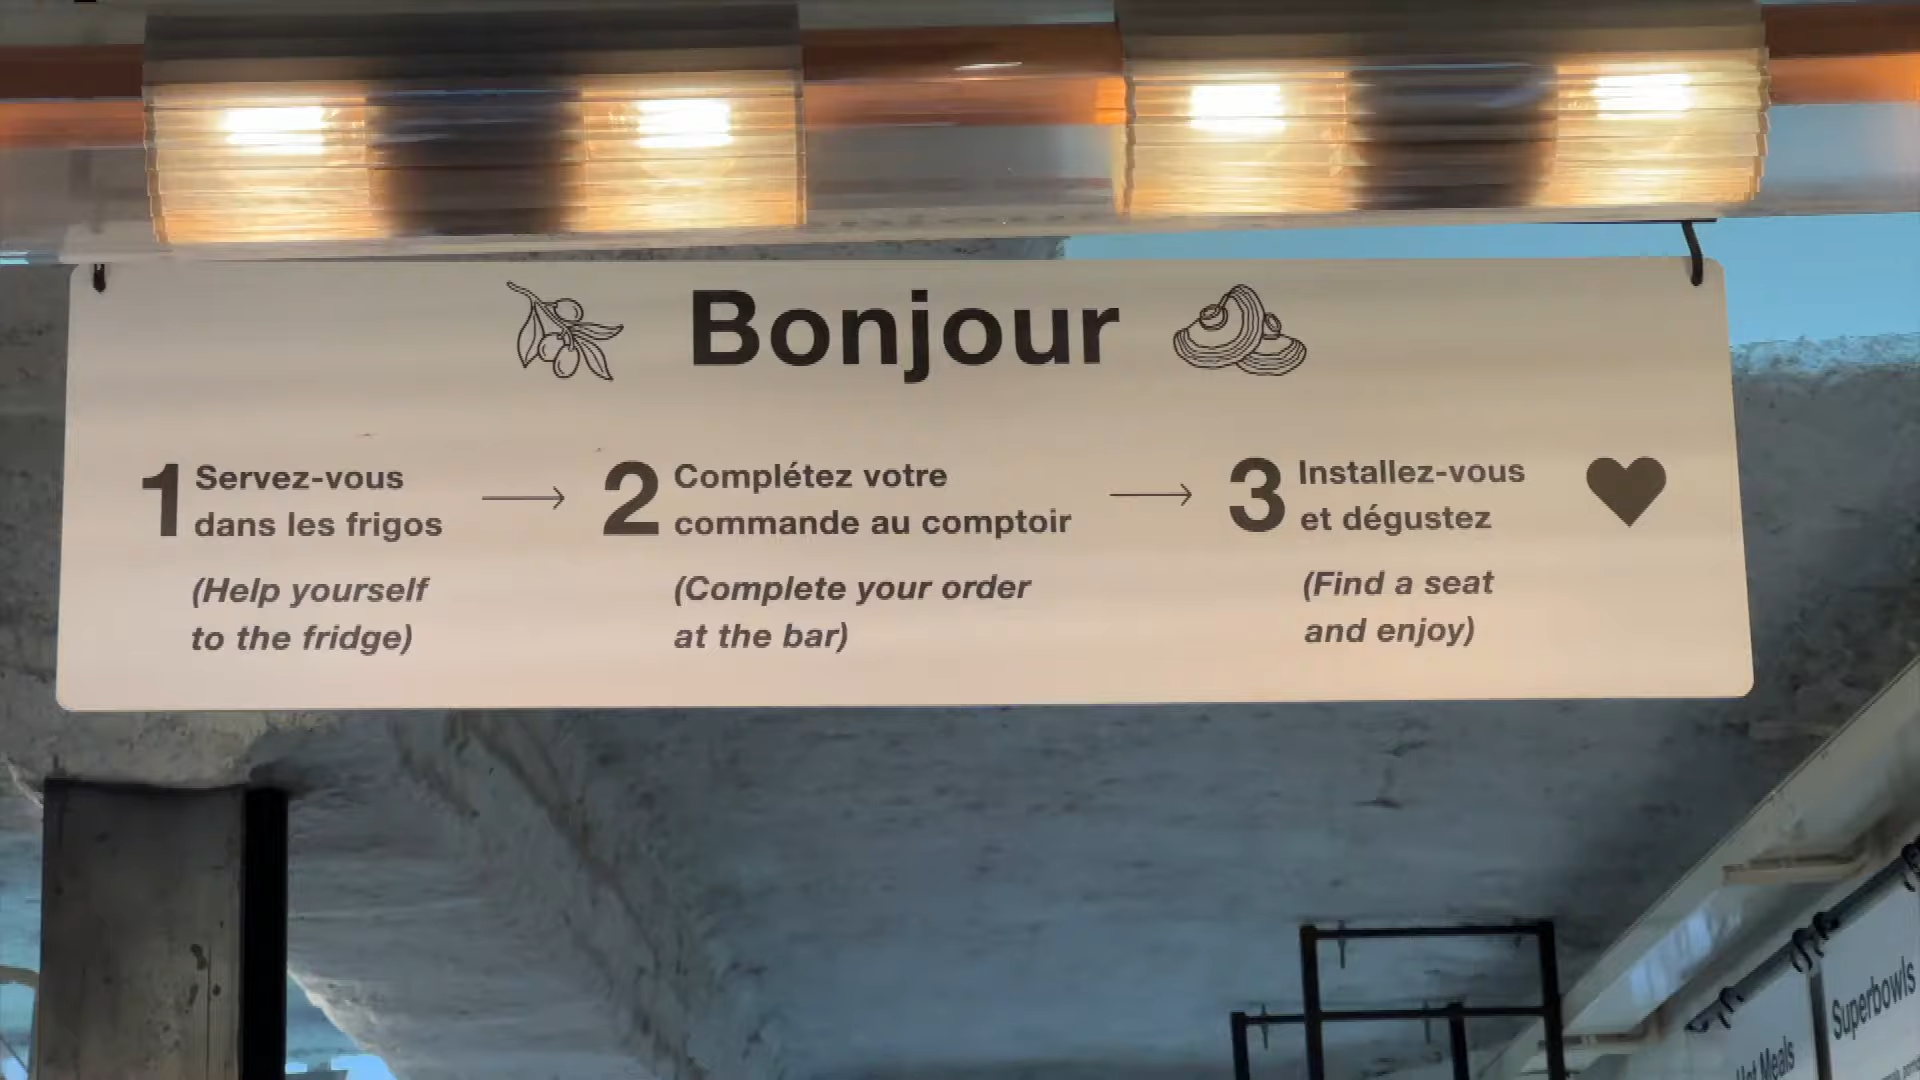 Bonjour
1 Servez-vous
dans les frigos
(Help yourself
to the fridge)
2 Complétez votre
commande au comptoir
(Complete your order
at the bar)
3 Installez-vous
et dégustez
(Find a seat
and enjoy)
Hot Meals
Superbowls